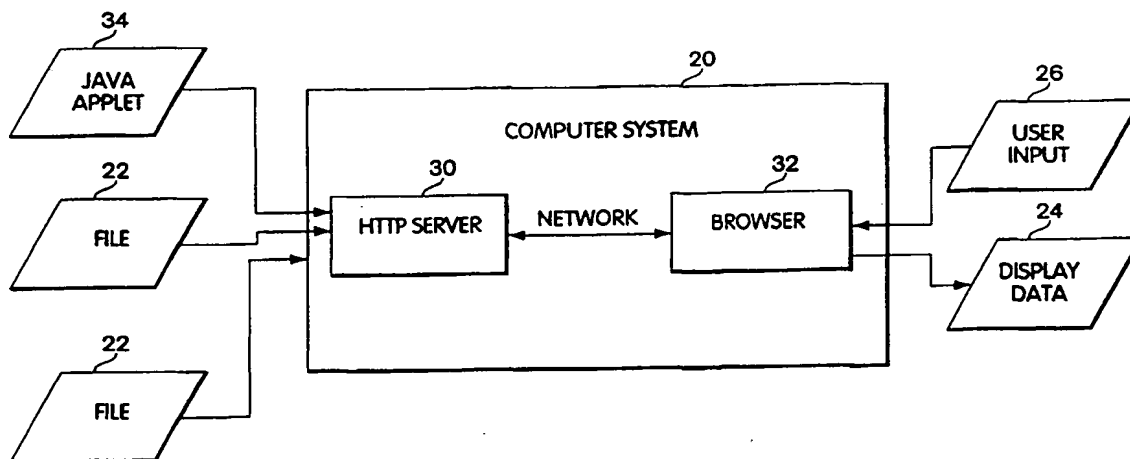 34
JAVA
APPLET
22
FILE
22
FILE
20
COMPUTER SYSTEM
30
HTTP SERVER
NETWORK
32
BROWSER
26
USER
INPUT
24
DISPLAY
DATA